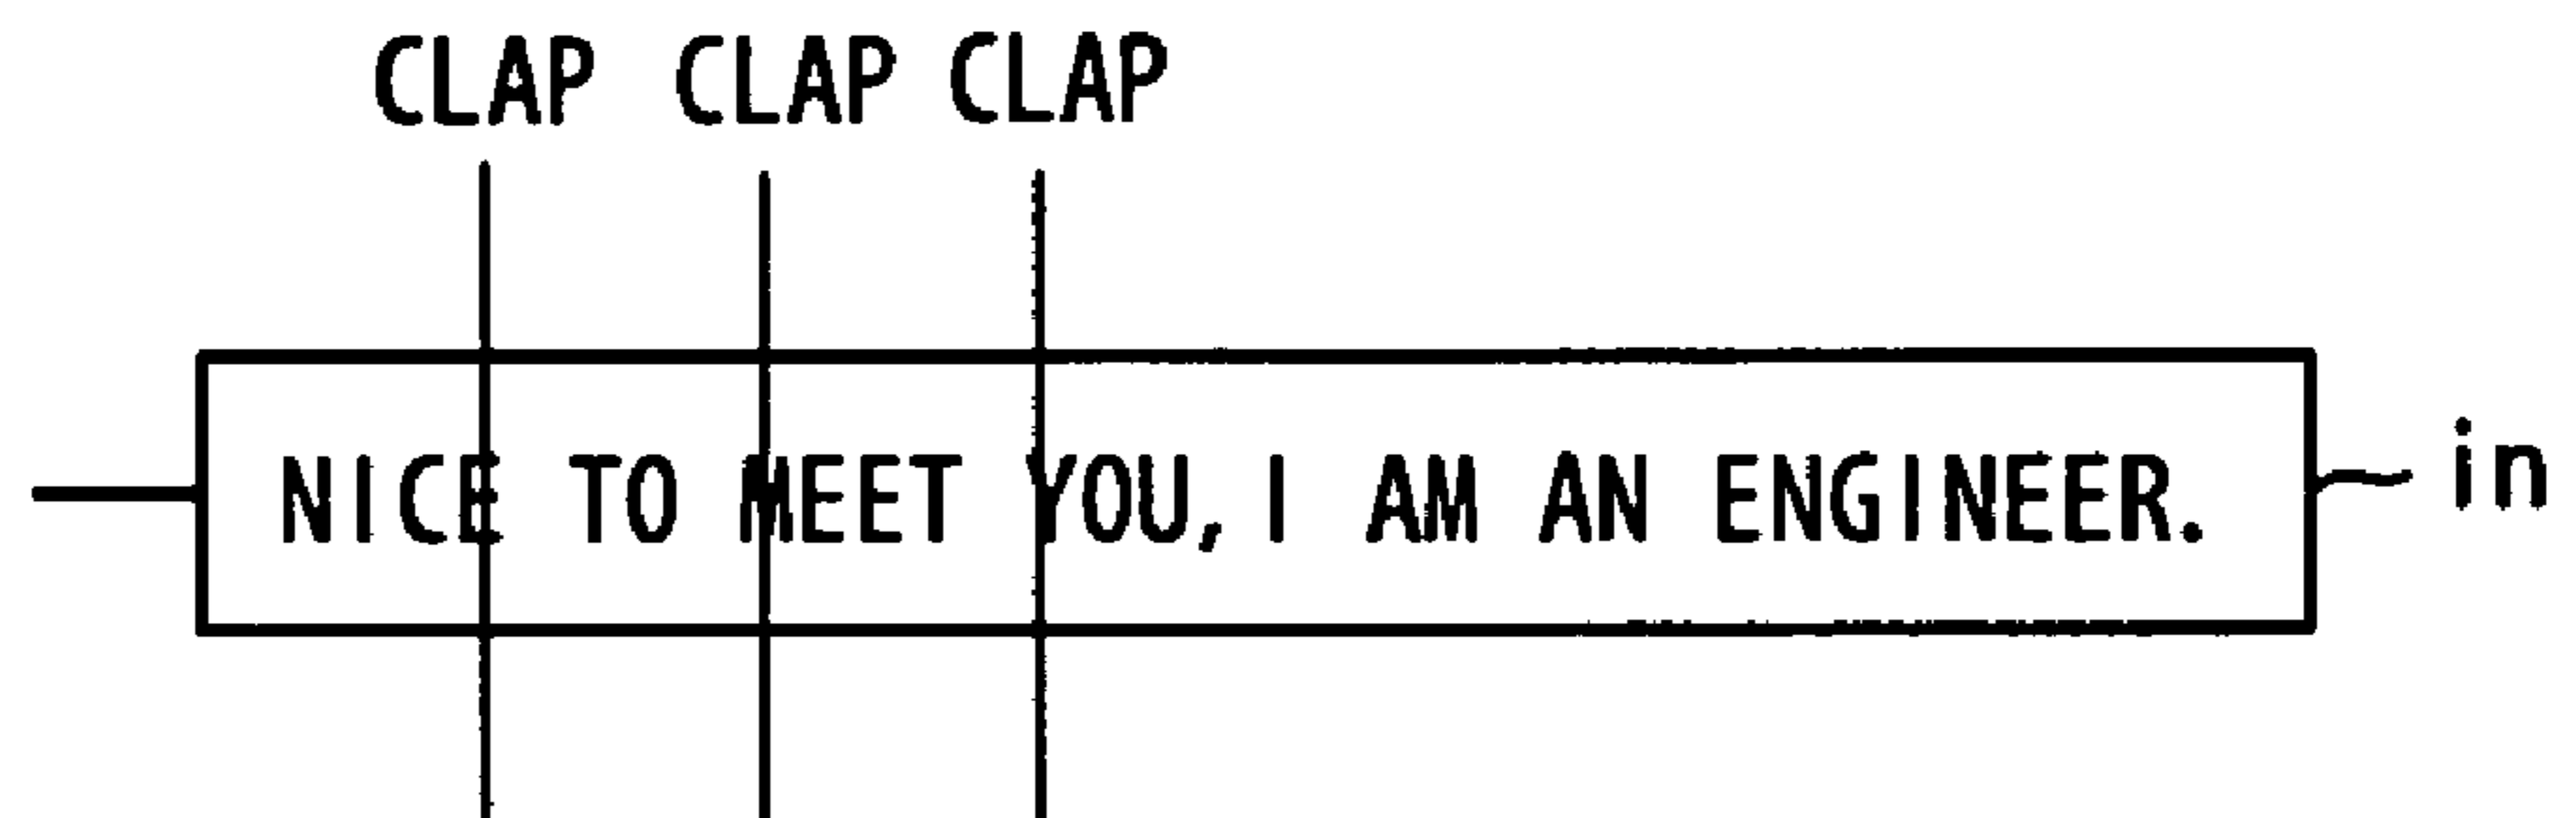 CLAP CLAP CLAP
NICE TO MEET YOU, I AM AN ENGINEER.
in